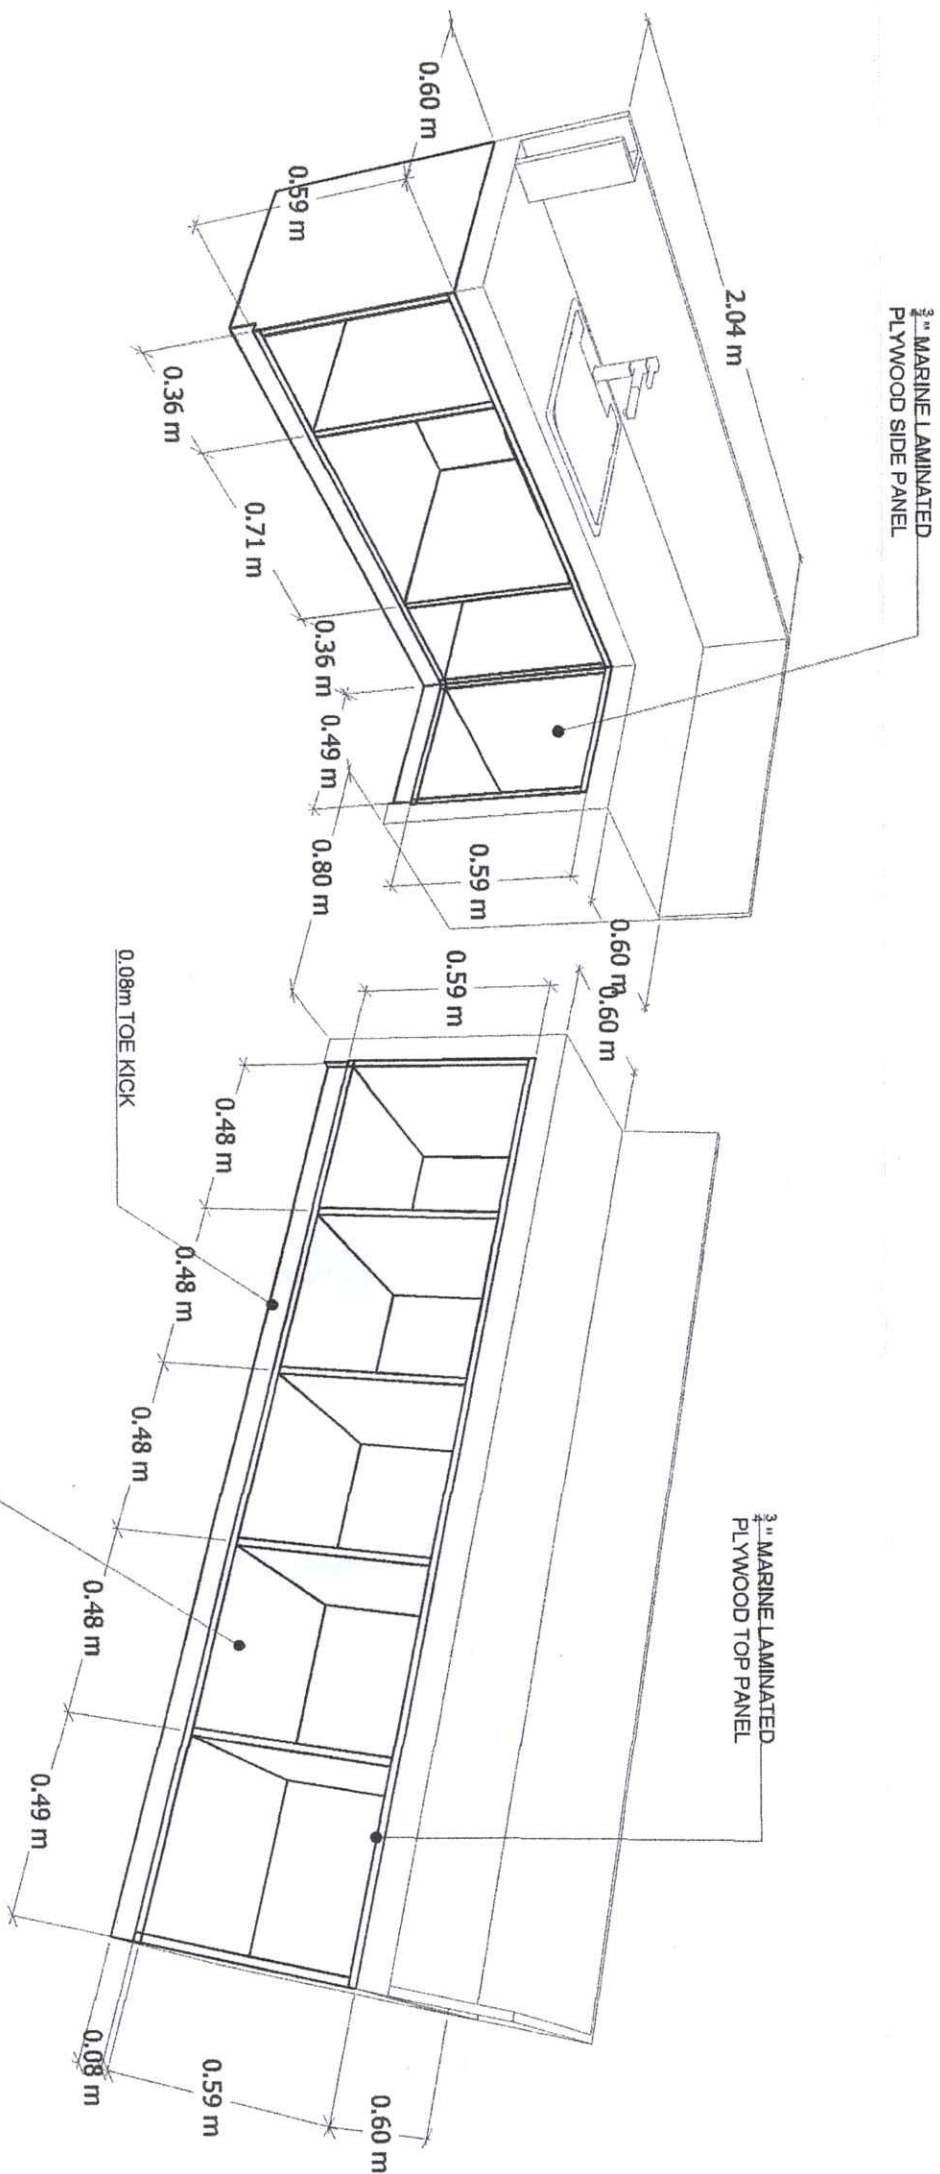 ¾" MARINE LAMINATED
PLYWOOD SIDE PANEL
2.04 m
0.60 m
0.59 m
0.36 m
0.71 m
0.36 m
0.49 m
0.80 m
0.59 m
0.60 m
0.60 m
0.59 m
¾" MARINE LAMINATED
PLYWOOD TOP PANEL
0.08m TOE KICK
0.48 m
0.48 m
0.48 m
0.48 m
0.49 m
0.08 m
0.59 m
0.60 m